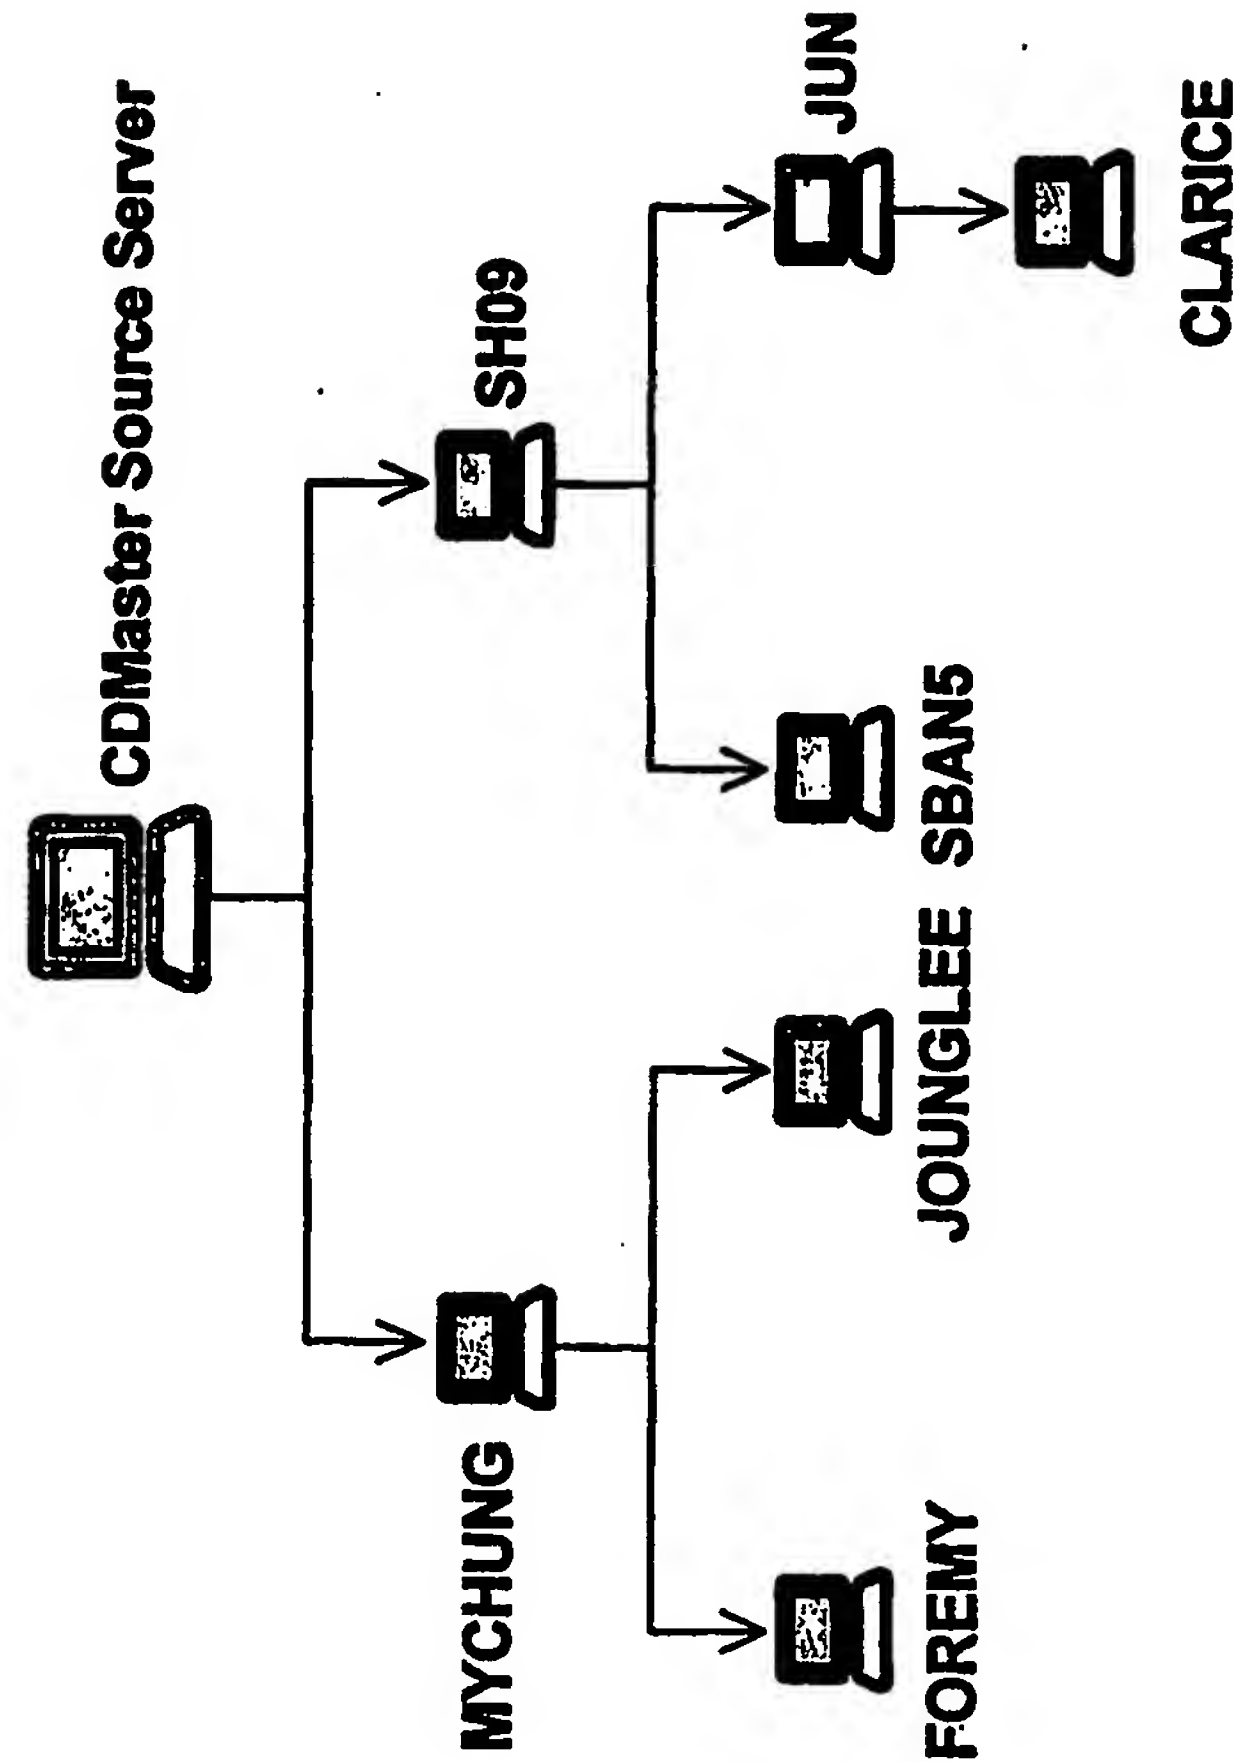 CDMaster Source Server
MYCHUNG
SH09
FOREMY
JOUNGLEE
SBAN5
JUN
CLARICE